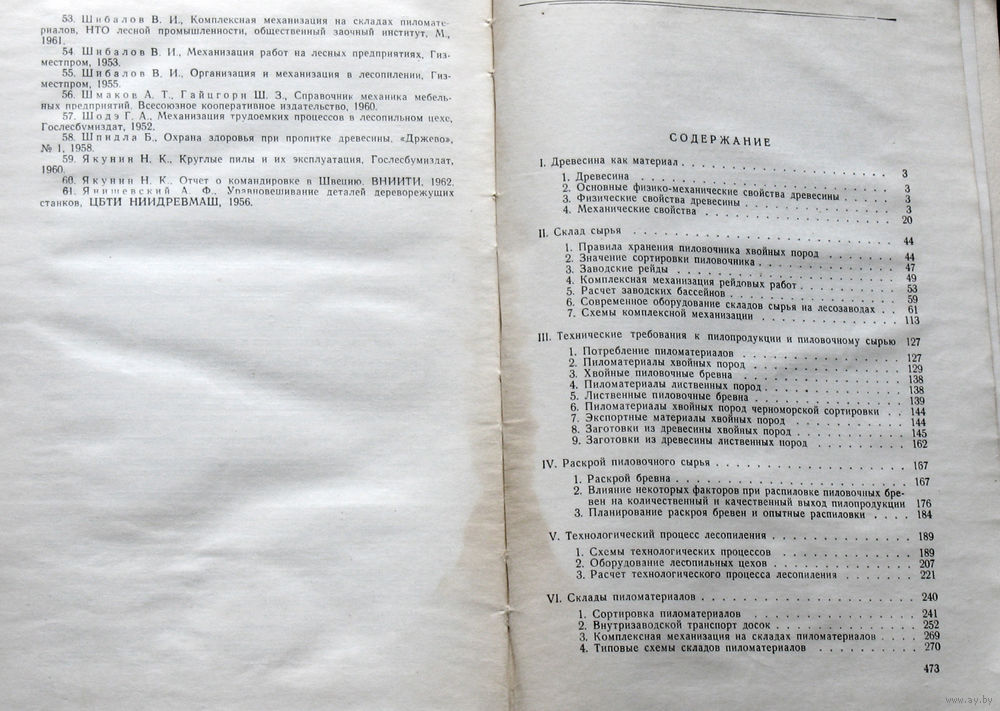 53. Шибалов В. И., Комплексная механизация на складах пиломате-
риалов, НТО лесной промышленности, общественный заочный институт, М.,
1961.
54. Шибалов В. И., Механизация работ на лесных предприятиях, Гиз-
местпром, 1953.
55. Шибалов В. И., Организация и механизация в лесопилении, Гиз-
местпром, 1955.
56. Шмаков А. Т., Гайцгори Ш. З., Справочник механика мебель-
ных предприятий. Всесоюзное кооперативное издательство, 1960.
57. Шодэ Г. А., Механизация трудоемких процессов в лесопильном цехе,
Гослесбумиздат, 1952.
58. Шпидла Б., Охрана здоровья при пропитке древесины, «Држево»,
№ 1, 1958.
59. Якунин Н. К., Круглые пилы и их эксплуатация, Гослесбумиздат,
1960.
60. Якунин Н. К., Отчет о командировке в Швецию. ВНИИТИ, 1962.
61. Янишевский А. Ф., Уравновешивание деталей дереворежущих
станков, ЦБТИ НИИДРЕВМАШ, 1956.
СОДЕРЖАНИЕ
I. Древесина как материал . . . . . . . . . . . . . . . . 3
1. Древесина . . . . . . . . . . . . . . . . 3
2. Основные физико-механические свойства древесины . . . . . 3
3. Физические свойства древесины . . . . . . . . . . . 3
4. Механические свойства . . . . . . . . . . . . . . 20
II. Склад сырья . . . . . . . . . . . . . . . . . . 44
1. Правила хранения пиловочника хвойных пород . . . . . . 44
2. Значение сортировки пиловочника . . . . . . . . . . 47
3. Заводские рейды . . . . . . . . . . . . . . . 49
4. Комплексная механизация рейдовых работ . . . . . . . 53
5. Расчет заводских бассейнов . . . . . . . . . . . . 59
6. Современное оборудование складов сырья на лесозаводах . . 61
7. Схемы комплексной механизации . . . . . . . . . . 113
III. Технические требования к пилопродукции и пиловочному сырью 127
1. Потребление пиломатериалов . . . . . . . . . . . 127
2. Пиломатериалы хвойных пород . . . . . . . . . . . 129
3. Хвойные пиловочные бревна . . . . . . . . . . . 138
4. Пиломатериалы лиственных пород . . . . . . . . . . 138
5. Лиственные пиловочные бревна . . . . . . . . . . . 139
6. Пиломатериалы хвойных пород черноморской сортировки . . 144
7. Экспортные материалы хвойных пород . . . . . . . . 144
8. Заготовки из древесины хвойных пород . . . . . . . . 145
9. Заготовки из древесины лиственных пород . . . . . . . 162
IV. Раскрой пиловочного сырья . . . . . . . . . . . . . 167
1. Раскрой бревна . . . . . . . . . . . . . . . 167
2. Влияние некоторых факторов при распиловке пиловочных бре-
вен на количественный и качественный выход пилопродукции 176
3. Планирование раскроя бревен и опытные распиловки . . . . 184
V. Технологический процесс лесопиления . . . . . . . . . . 189
1. Схемы технологических процессов . . . . . . . . . . 189
2. Оборудование лесопильных цехов . . . . . . . . . . 207
3. Расчет технологического процесса лесопиления . . . . . . . 221
VI. Склады пиломатериалов . . . . . . . . . . . . . . . 240
1. Сортировка пиломатериалов . . . . . . . . . . . . 241
2. Внутризаводской транспорт досок . . . . . . . . . . 252
3. Комплексная механизация на складах пиломатериалов . . . . 269
4. Типовые схемы складов пиломатериалов . . . . . . . . . 270
473
www.ay.by